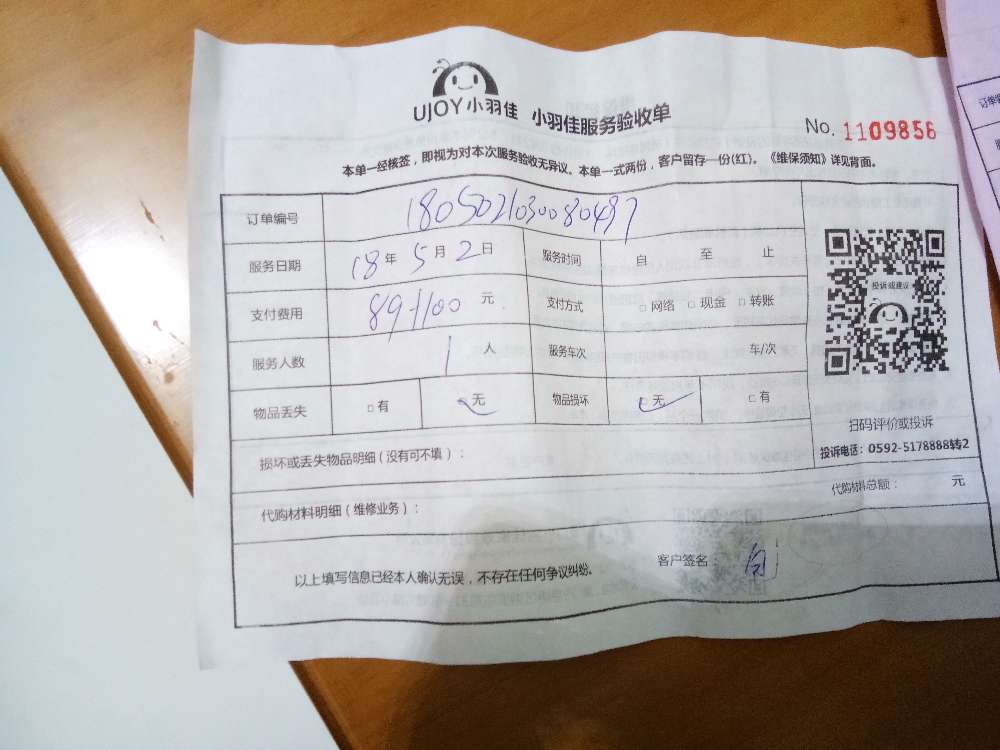 UJOY小羽佳 小羽佳服务验收单
No. 1109856
本单一经核签，即视为对本次服务验收无异议。本单一式两份，客户留存一份(红)。《维保须知》详见背面。
订单编号 1805021030080497
服务日期 18年 5月 2日 服务时间 自 至 止
支付费用 89+100 元 支付方式 □网络 □现金 □转账
服务人数 1 人 服务车次 车/次
物品丢失 □有 □无 物品损坏 □无 □有
投诉或建议
扫码评价或投诉
投诉电话：0592-5178888转2
损坏或丢失物品明细（没有可不填）：
代购材料明细（维修业务）： 代购材料总额： 元
以上填写信息已经本人确认无误，不存在任何争议纠纷。 客户签名：